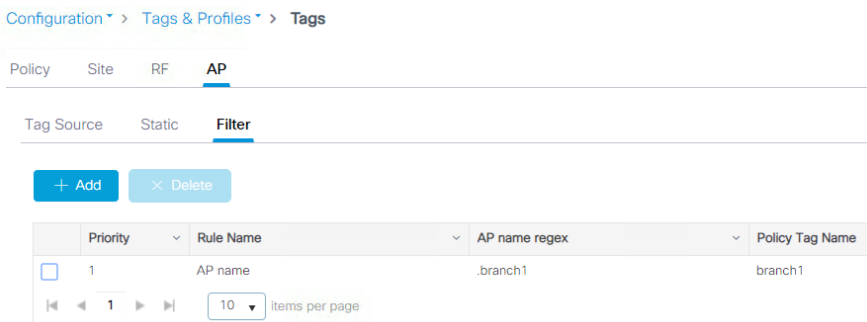 Configuration > Tags & Profiles > Tags
Policy Site RF AP
Tag Source Static Filter
+ Add × Delete
Priority Rule Name AP name regex Policy Tag Name
1 AP name .branch1 branch1
1 10 items per page